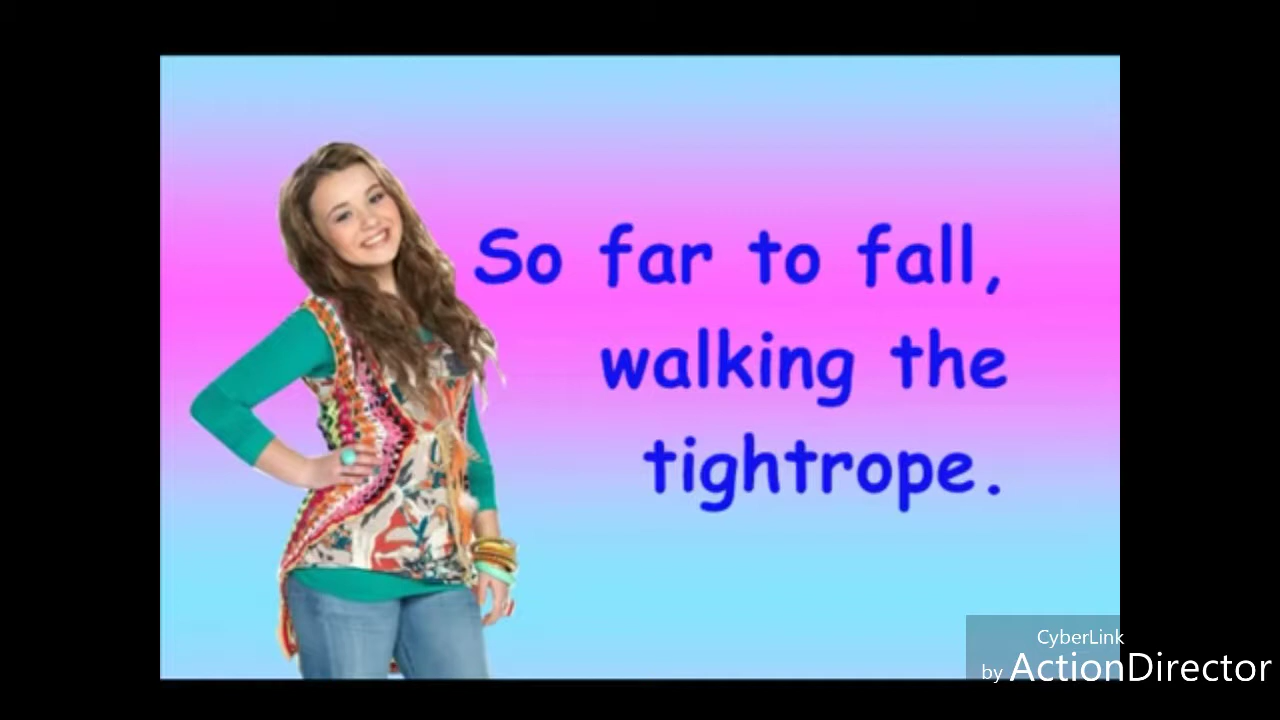 So far to fall,
walking the
tightrope.
CyberLink
by ActionDirector